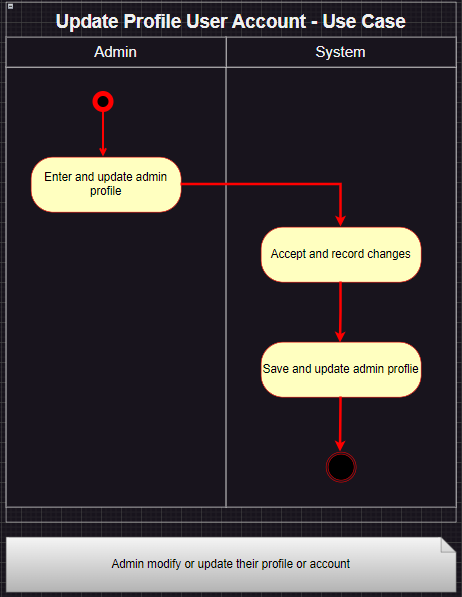 Update Profile User Account - Use Case
Admin
System
Enter and update admin
profile
Accept and record changes
Save and update admin proflie
Admin modify or update their profile or account